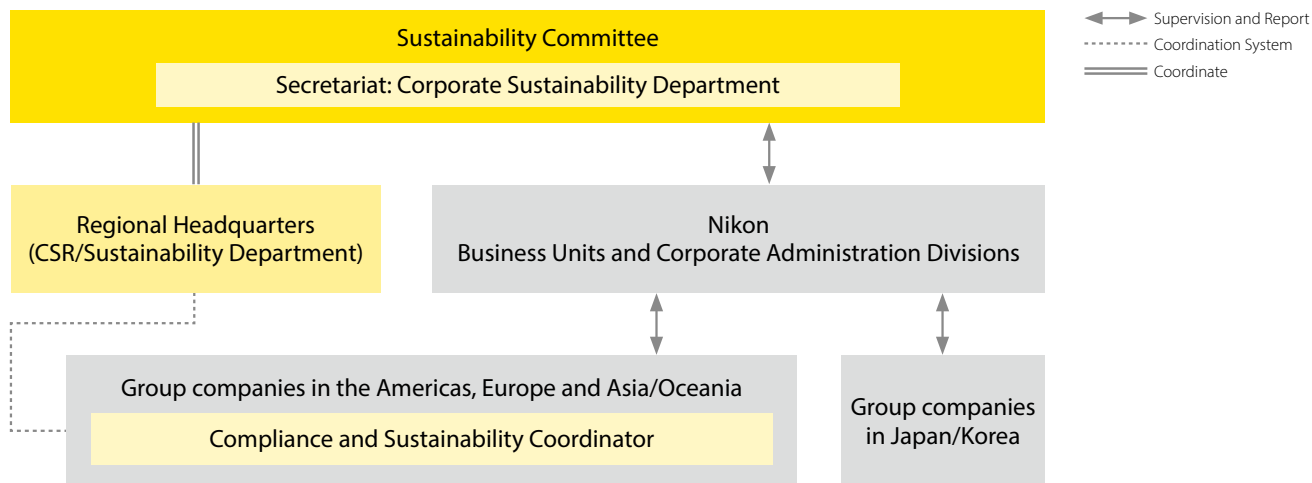 Sustainability Committee
Secretariat: Corporate Sustainability Department
Supervision and Report
Coordination System
Coordinate
Regional Headquarters
(CSR/Sustainability Department)
Nikon
Business Units and Corporate Administration Divisions
Group companies in the Americas, Europe and Asia/Oceania
Compliance and Sustainability Coordinator
Group companies
in Japan/Korea